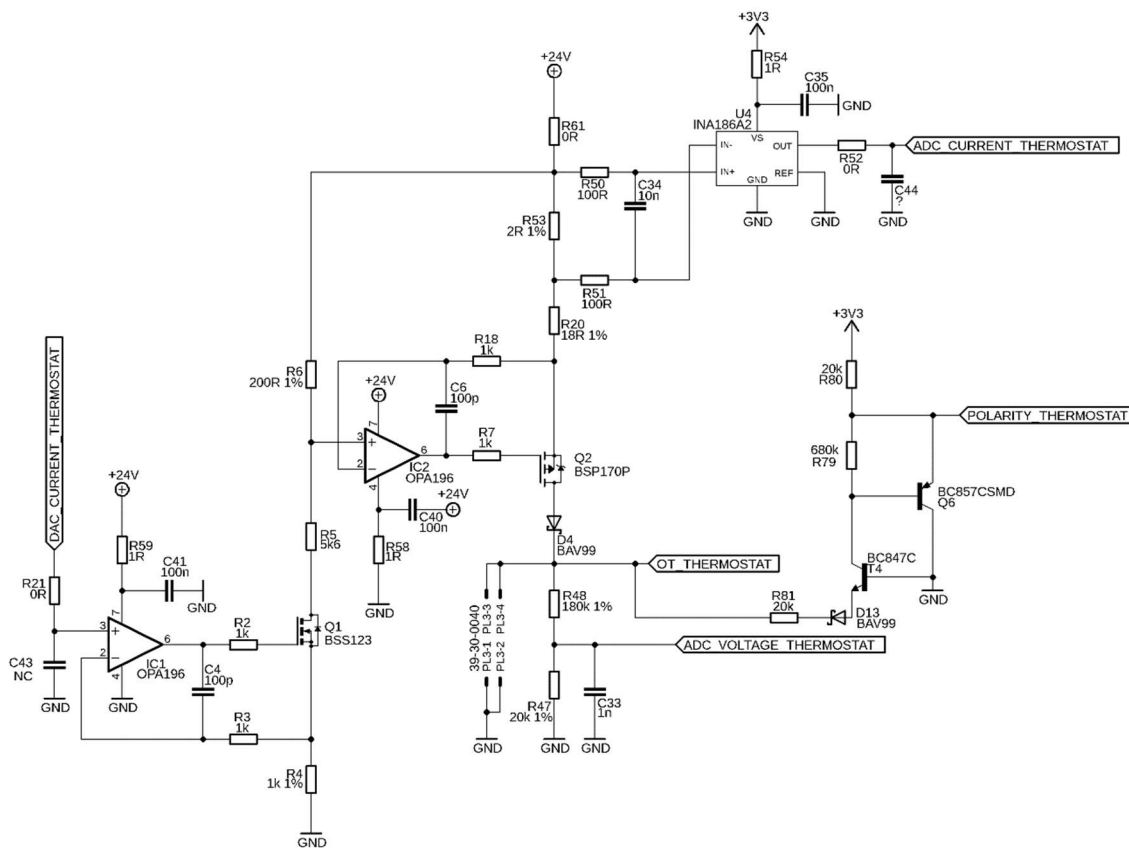 +3V3
R54
1R
C35
100n
GND
U4
INA186A2
VS
IN-
OUT
IN+
REF
GND
R52
0R
ADC_CURRENT_THERMOSTAT
C44
?
GND
GND
GND
+24V
R61
0R
R50
100R
C34
10n
R53
2R 1%
R51
100R
R20
18R 1%
R18
1k
R6
200R 1%
+24V
C6
100p
7
3
+
2
-
6
4
IC2
OPA196
R7
1k
Q2
BSP170P
C40
100n
+24V
R58
1R
GND
R5
5k6
D4
BAV99
+3V3
20k
R80
POLARITY_THERMOSTAT
680k
R79
BC857CSMD
Q6
BC847C
T4
GND
R81
20k
D13
BAV99
OT_THERMOSTAT
39-30-0040
PL3-1 PL3-3
PL3-2 PL3-4
GND
R48
180k 1%
ADC_VOLTAGE_THERMOSTAT
R47
20k 1%
C33
1n
GND
GND
DAC_CURRENT_THERMOSTAT
+24V
R59
1R
C41
100n
GND
R21
0R
7
3
+
2
-
6
4
IC1
OPA196
C43
NC
GND
GND
R2
1k
Q1
BSS123
C4
100p
R3
1k
R4
1k 1%
GND